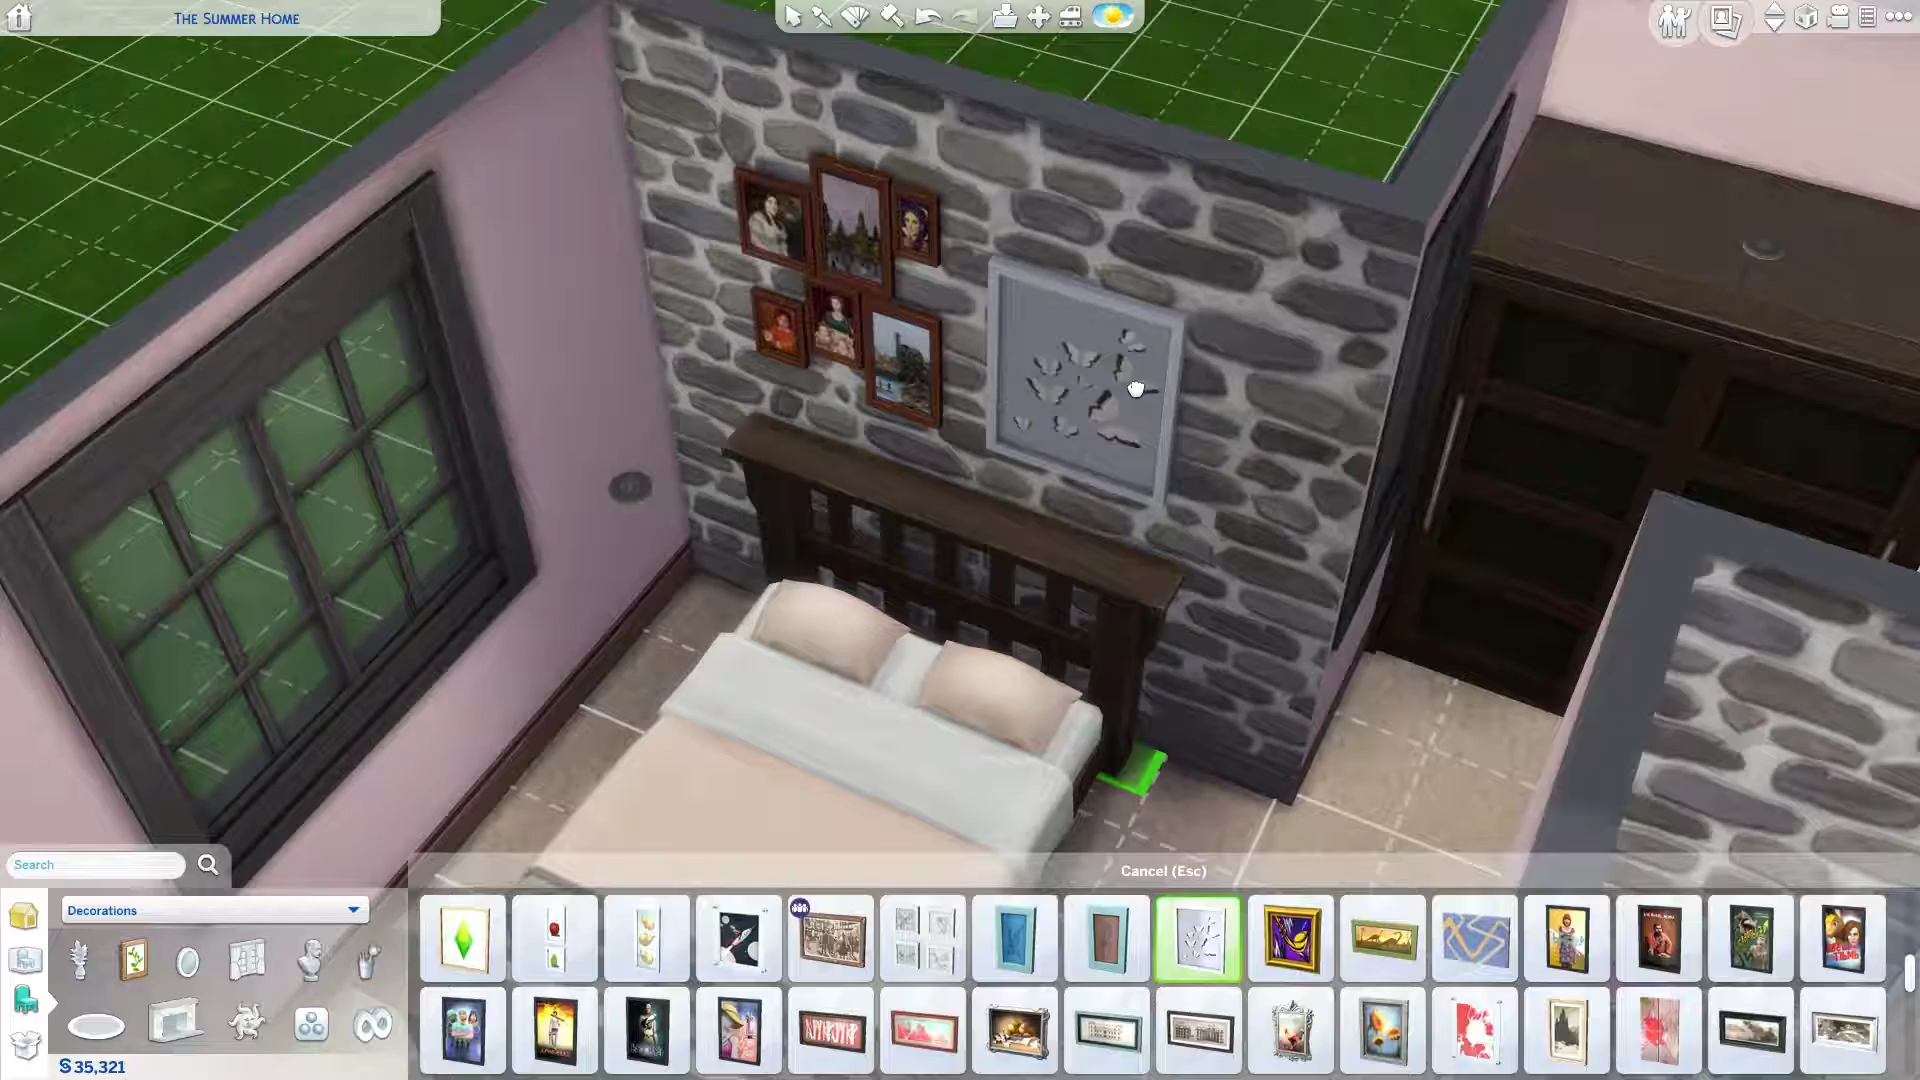 The Summer Home
Cancel (Esc)
Search
Decorations
35,321